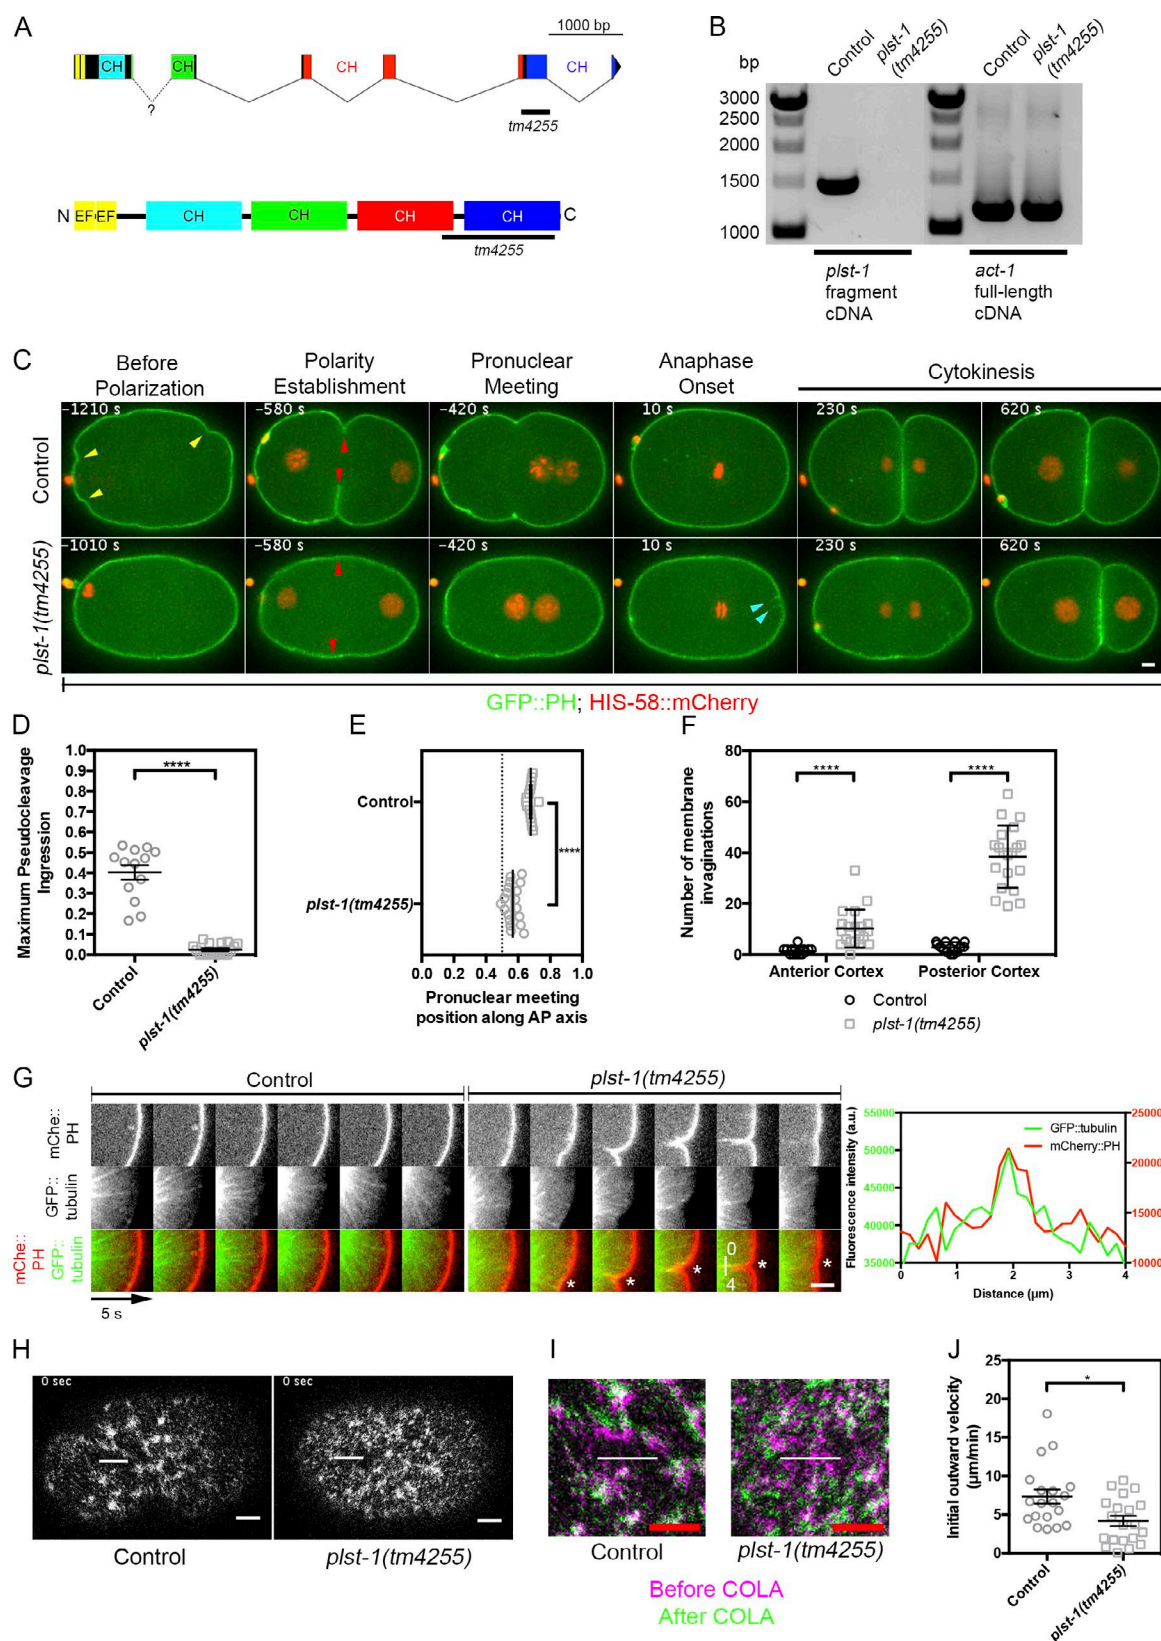 A
1000 bp
CH
CH
CH
CH
?
tm4255
N
EF
EF
CH
CH
CH
CH
C
tm4255
B
Control
plst-1
(tm4255)
Control
plst-1
(tm4255)
bp
3000
2500
2000
1500
1000
plst-1
fragment
cDNA
act-1
full-length
cDNA
C
Before
Polarization
Polarity
Establishment
Pronuclear
Meeting
Anaphase
Onset
Cytokinesis
Control
−1210 s
−580 s
−420 s
10 s
230 s
620 s
plst-1(tm4255)
−1010 s
−580 s
−420 s
10 s
230 s
620 s
GFP::PH; HIS-58::mCherry
D
Maximum Pseudocleavage
Ingression
1.0
0.9
0.8
0.7
0.6
0.5
0.4
0.3
0.2
0.1
0.0
****
Control
plst-1(tm4255)
E
Control
plst-1(tm4255)
****
0.0
0.2
0.4
0.6
0.8
1.0
Pronuclear meeting
position along AP axis
F
Number of membrane
invaginations
80
60
40
20
0
****
****
Anterior Cortex
Posterior Cortex
Control
plst-1(tm4255)
G
Control
plst-1(tm4255)
mChe::
PH
GFP::
tubulin
mChe::
PH
GFP::
tubulin
*
*
*
*
*
0
4
5 s
Fluorescence intensity (a.u.)
55000
50000
45000
40000
35000
25000
20000
15000
10000
GFP::tubulin
mCherry::PH
0
1
2
3
4
Distance (µm)
H
0 sec
0 sec
Control
plst-1(tm4255)
I
Control
plst-1(tm4255)
Before COLA
After COLA
J
Initial outward velocity
(µm/min)
25
20
15
10
5
0
*
Control
plst-1(tm4255)